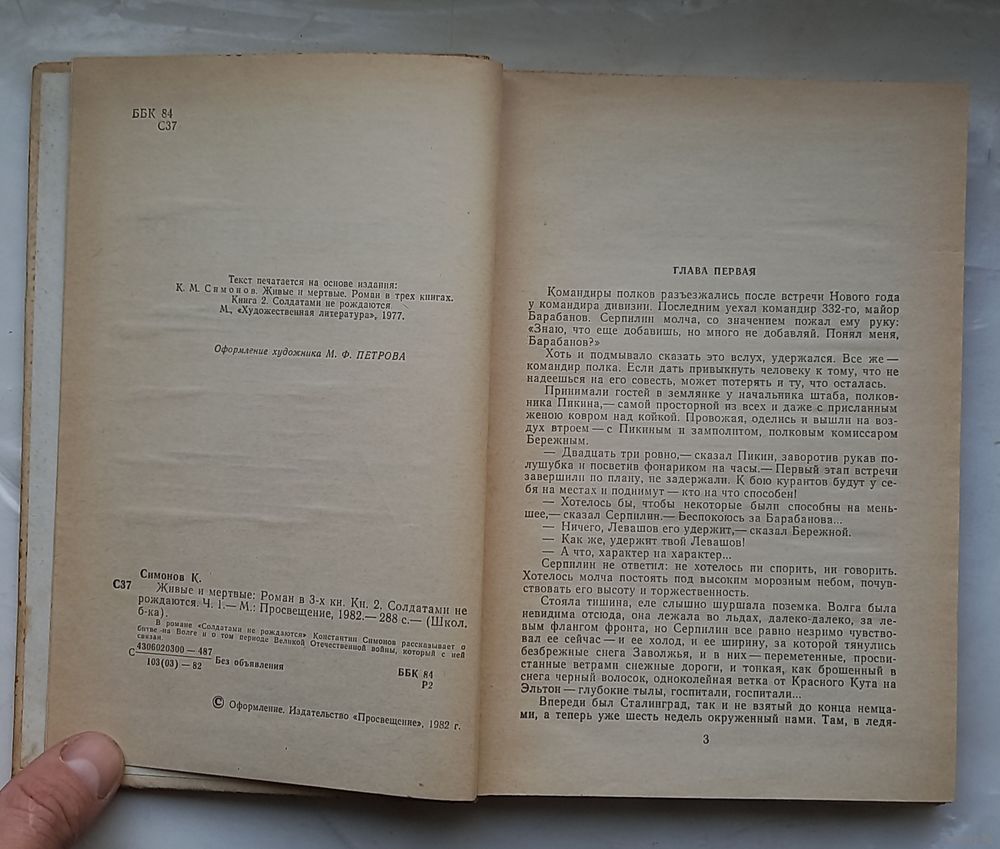 ББК 84
С37
Текст печатается на основе издания:
К. М. Симонов. Живые и мертвые. Роман в трех книгах.
Книга 2. Солдатами не рождаются
М., «Художественная литература», 1977.
Оформление художника М. Ф. ПЕТРОВА
Симонов К.
С37 Живые и мертвые: Роман в 3-х кн. Кн. 2. Солдатами не
рождаются. Ч. 1.— М.: Просвещение, 1982.— 288 с.— (Школ.
б-ка).
В романе «Солдатами не рождаются» Константин Симонов рассказывает о
битве на Волге и о том периоде Великой Отечественной войны, который с ней
связан.
4306020300 — 487
С — Без объявления
103(03) — 82
ББК 84
Р2
© Оформление. Издательство «Просвещение», 1982 г.
ГЛАВА ПЕРВАЯ
Командиры полков разъезжались после встречи Нового года
у командира дивизии. Последним уехал командир 332-го, майор
Барабанов. Серпилин молча, со значением пожал ему руку:
«Знаю, что еще добавишь, но много не добавляй. Понял меня,
Барабанов?»
Хоть и подмывало сказать это вслух, удержался. Все же —
командир полка. Если дать привыкнуть человеку к тому, что не
надеешься на его совесть, может потерять и ту, что осталась.
Принимали гостей в землянке у начальника штаба, полков-
ника Пикина,— самой просторной из всех и даже с присланным
женою ковром над койкой. Провожая, оделись и вышли на воз-
дух втроем — с Пикиным и замполитом, полковым комиссаром
Бережным.
— Двадцать три ровно,— сказал Пикин, заворотив рукав по-
лушубка и посветив фонариком на часы.— Первый этап встречи
завершили по плану, не задержали. К бою курантов будут у се-
бя на местах и поднимут — кто на что способен!
— Хотелось бы, чтобы некоторые были способны на мень-
шее,— сказал Серпилин.— Беспокоюсь за Барабанова...
— Ничего, Левашов его удержит,— сказал Бережной.
— Как же, удержит твой Левашов!
— А что, характер на характер...
Серпилин не ответил: не хотелось ни спорить, ни говорить.
Хотелось молча постоять под высоким морозным небом, почув-
ствовать его высоту и торжественность.
Стояла тишина, еле слышно шуршала поземка. Волга была
невидима отсюда, она лежала во льдах, далеко-далеко, за ле-
вым флангом фронта, но Серпилин все равно незримо чувство-
вал ее сейчас — и ее холод, и ее ширину, за которой тянулись
безбрежные снега Заволжья, и в них — переметенные, просви-
станные ветрами снежные дороги, и тонкая, как брошенный в
снега черный волосок, одноколейная ветка от Красного Кута на
Эльтон — глубокие тылы, госпитали, госпитали...
Впереди был Сталинград, так и не взятый до конца немца-
ми, а теперь уже шесть недель окруженный нами. Там, в ледя-
3